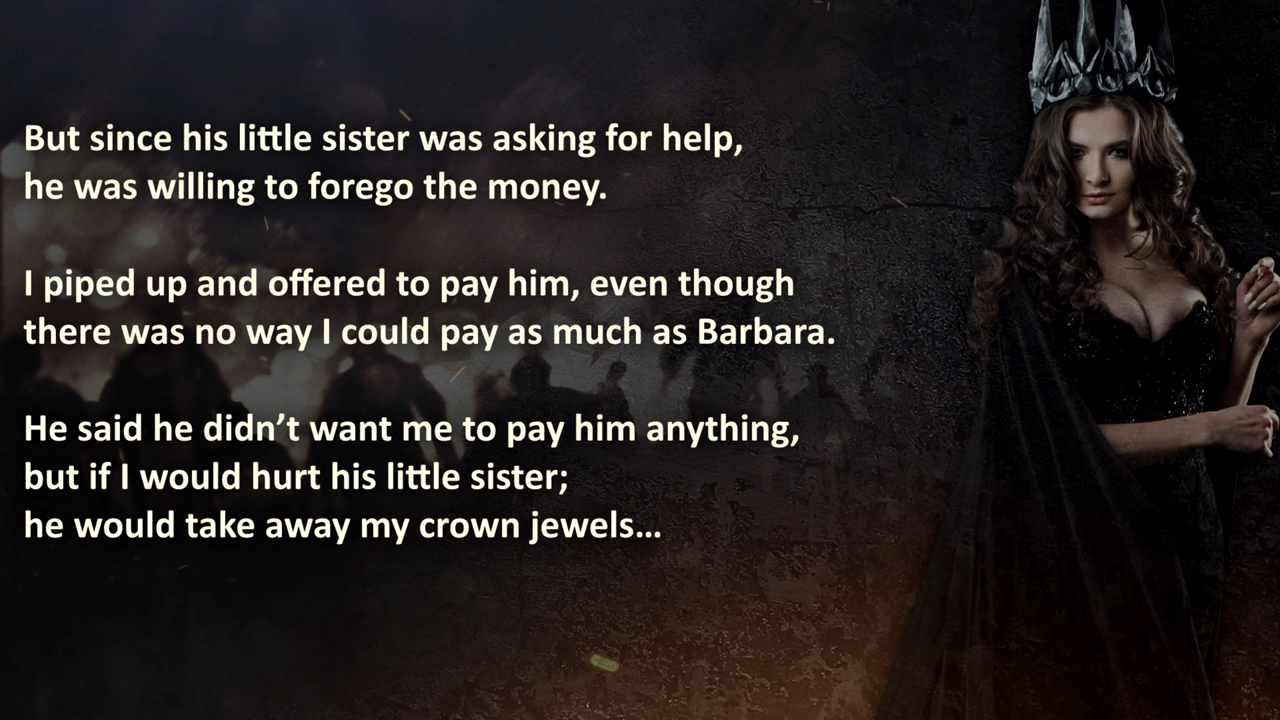 But since his little sister was asking for help,
he was willing to forego the money.
I piped up and offered to pay him, even though
there was no way I could pay as much as Barbara.
He said he didn’t want me to pay him anything,
but if I would hurt his little sister;
he would take away my crown jewels…